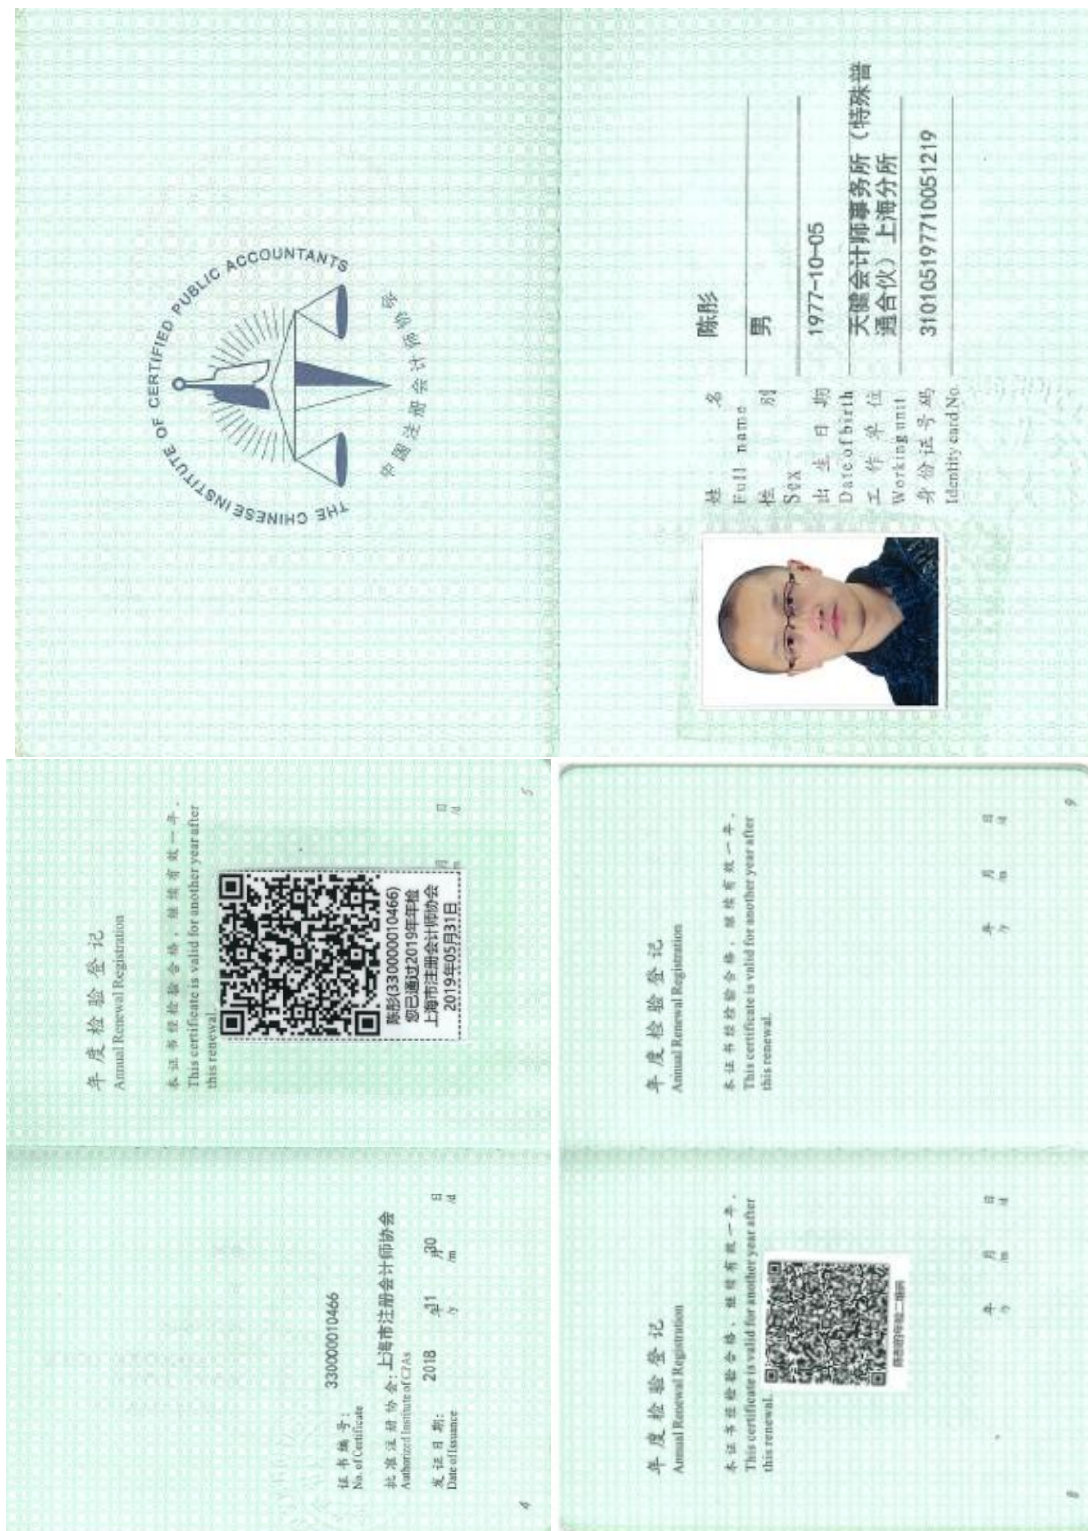 THE CHINESE INSTITUTE OF CERTIFIED PUBLIC ACCOUNTANTS
中国注册会计师协会
姓 名 陈彤
Full name
性 别 男
Sex
出 生 日 期 1977-10-05
Date of birth
工 作 单 位 天健会计师事务所（特殊普
Working unit 通合伙）上海分所
身 份 证 号 码 310105197710051219
Identity card No.
年 度 检 验 登 记
Annual Renewal Registration
本 证 书 经 检 验 合 格 ， 继 续 有 效 一 年 。
This certificate is valid for another year after
this renewal.
陈彤(330000010466)
您已通过2019年年检
上海市注册会计师协会
2019年05月31日
月 日
/m /d
5
证 书 编 号： 330000010466
No. of Certificate
批 准 注 册 协 会：上海市注册会计师协会
Authorized Institute of CPAs
发 证 日 期： 2018 年 11 月 30 日
Date of Issuance /y /m /d
4
年 度 检 验 登 记
Annual Renewal Registration
本 证 书 经 检 验 合 格 ， 继 续 有 效 一 年 。
This certificate is valid for another year after
this renewal.
年 月 日
/y /m /d
9
年 度 检 验 登 记
Annual Renewal Registration
本 证 书 经 检 验 合 格 ， 继 续 有 效 一 年 。
This certificate is valid for another year after
this renewal.
陈彤的年检二维码
年 月 日
/y /m /d
8